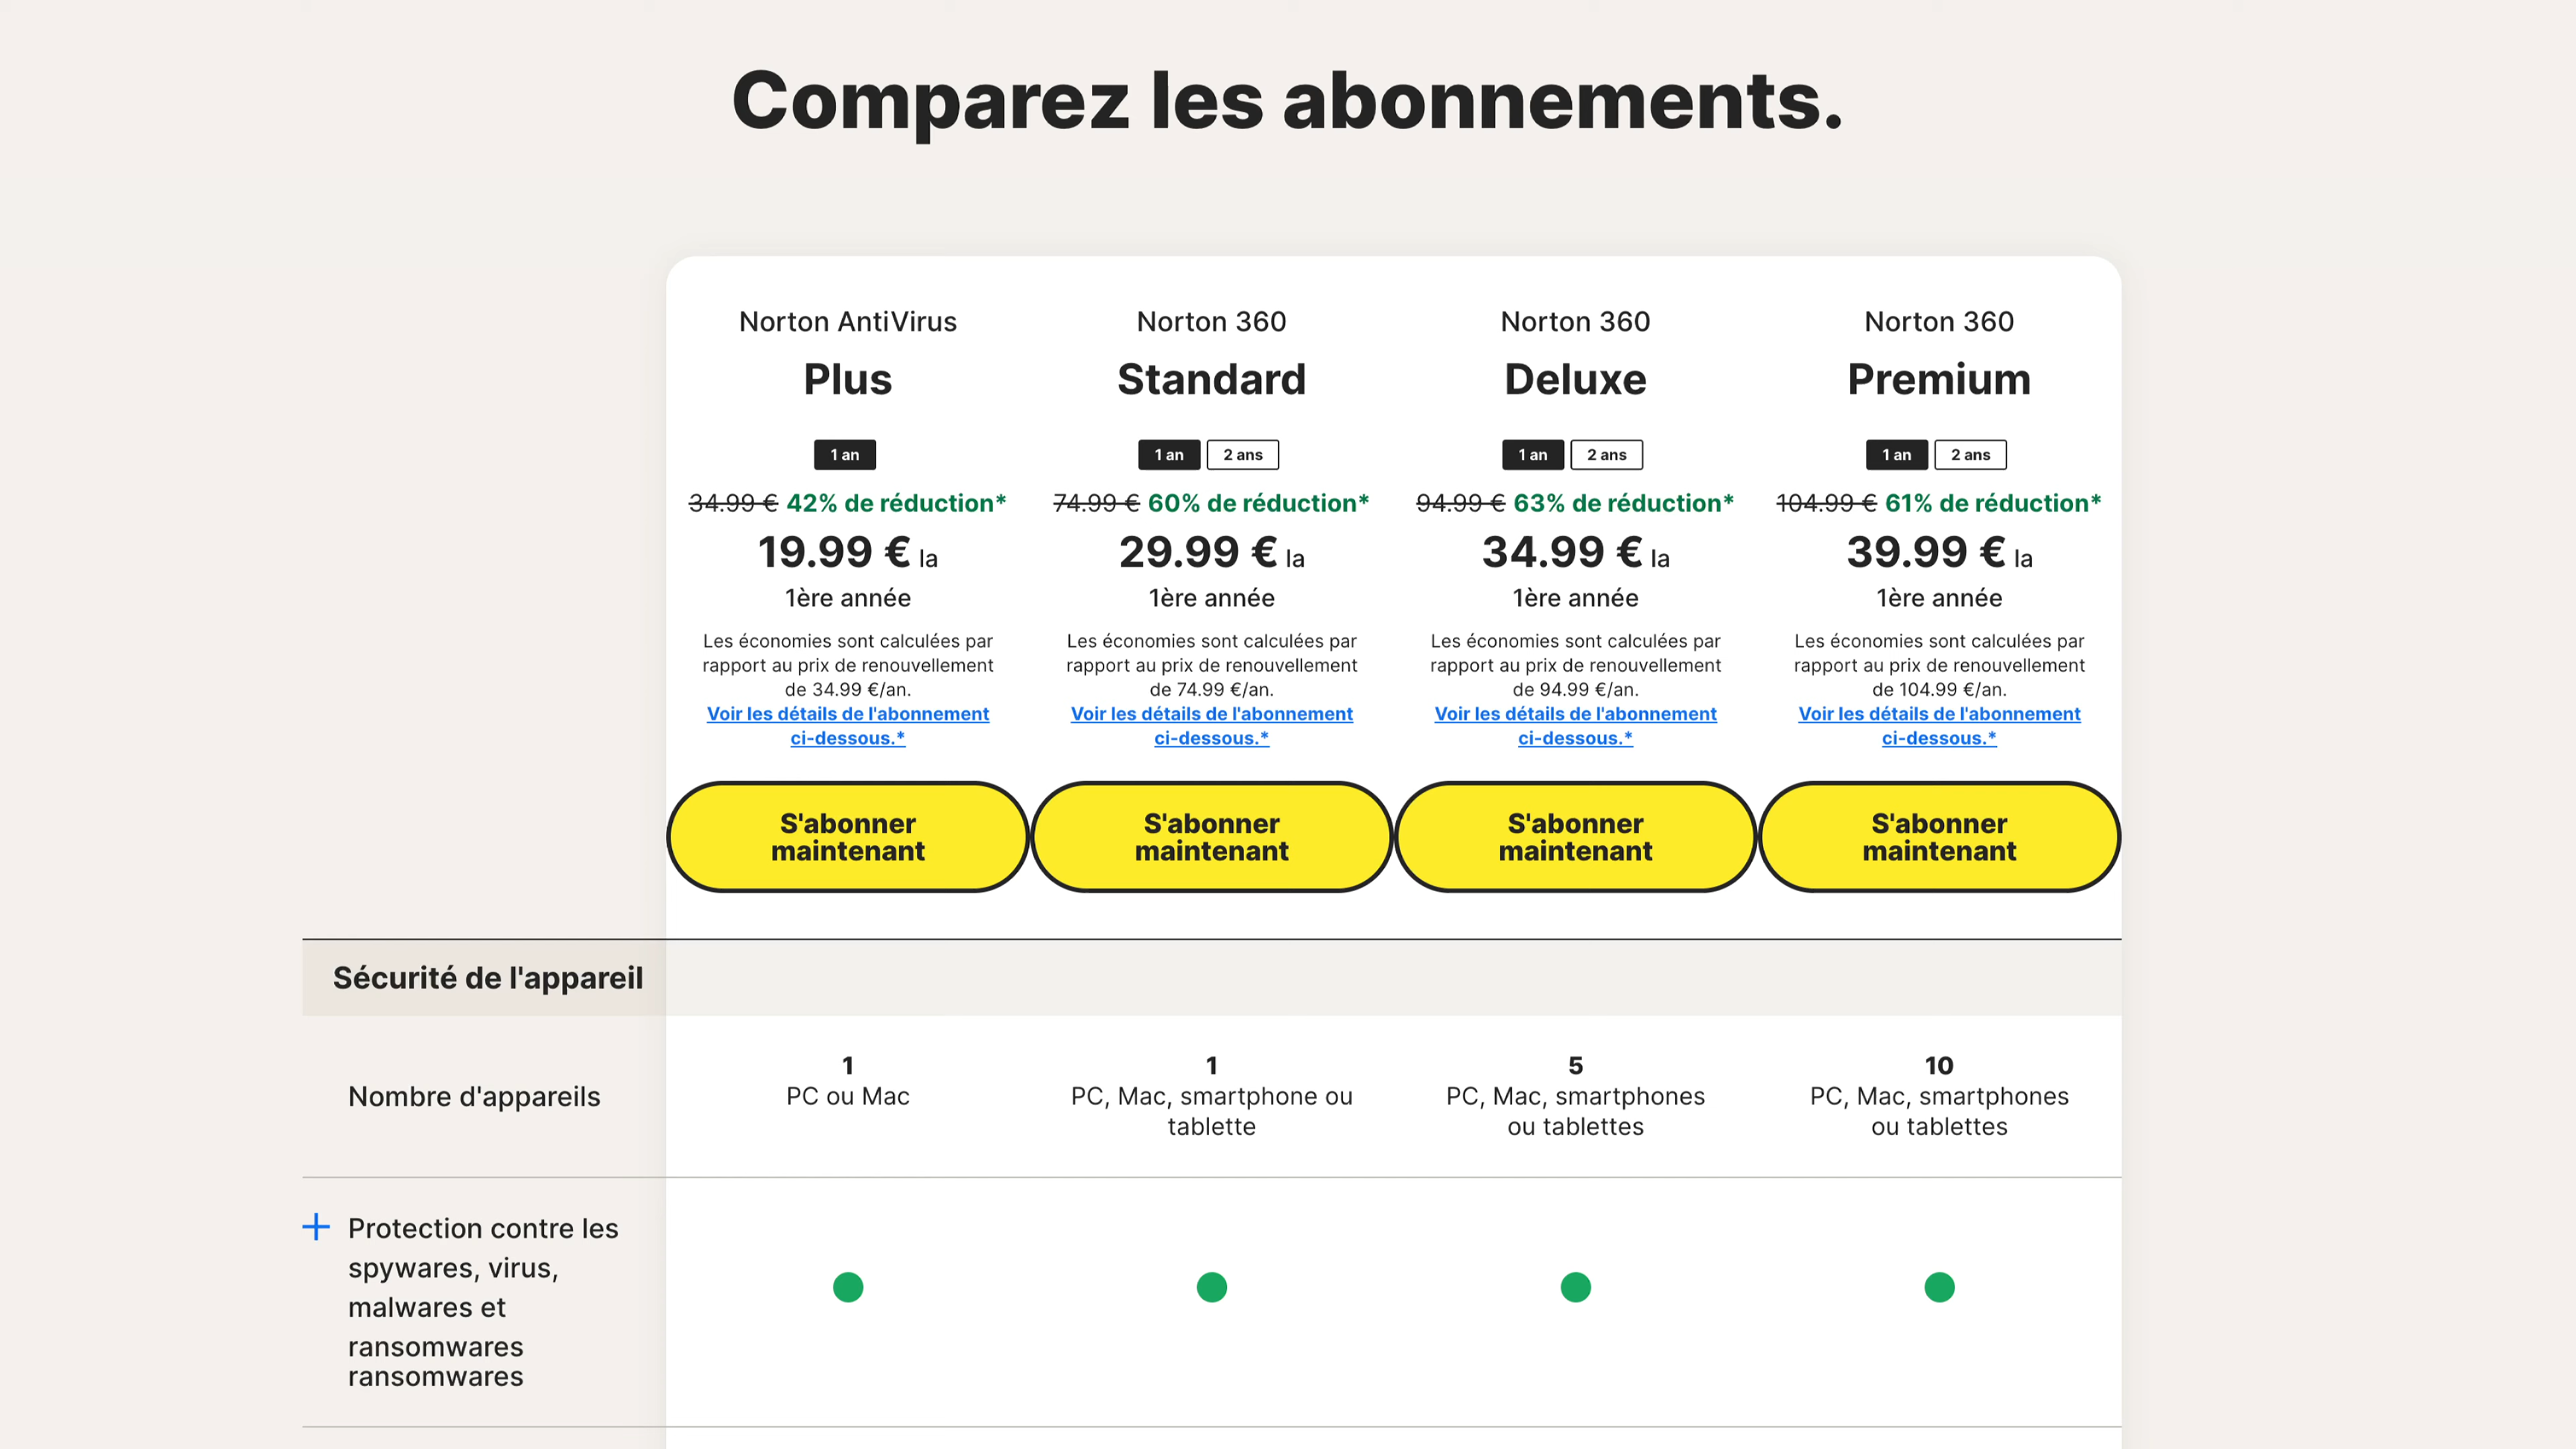 Comparez les abonnements.
Norton AntiVirus
Plus
1 an
34.99 € 42% de réduction*
19.99 € la
1ère année
Les économies sont calculées par
rapport au prix de renouvellement
de 34.99 €/an.
Voir les détails de l'abonnement
ci-dessous.*
S'abonner
maintenant
Norton 360
Standard
1 an 2 ans
74.99 € 60% de réduction*
29.99 € la
1ère année
Les économies sont calculées par
rapport au prix de renouvellement
de 74.99 €/an.
Voir les détails de l'abonnement
ci-dessous.*
S'abonner
maintenant
Norton 360
Deluxe
1 an 2 ans
94.99 € 63% de réduction*
34.99 € la
1ère année
Les économies sont calculées par
rapport au prix de renouvellement
de 94.99 €/an.
Voir les détails de l'abonnement
ci-dessous.*
S'abonner
maintenant
Norton 360
Premium
1 an 2 ans
104.99 € 61% de réduction*
39.99 € la
1ère année
Les économies sont calculées par
rapport au prix de renouvellement
de 104.99 €/an.
Voir les détails de l'abonnement
ci-dessous.*
S'abonner
maintenant
Sécurité de l'appareil
Nombre d'appareils
1
PC ou Mac
1
PC, Mac, smartphone ou
tablette
5
PC, Mac, smartphones
ou tablettes
10
PC, Mac, smartphones
ou tablettes
Protection contre les
spywares, virus,
malwares et
ransomwares
ransomwares